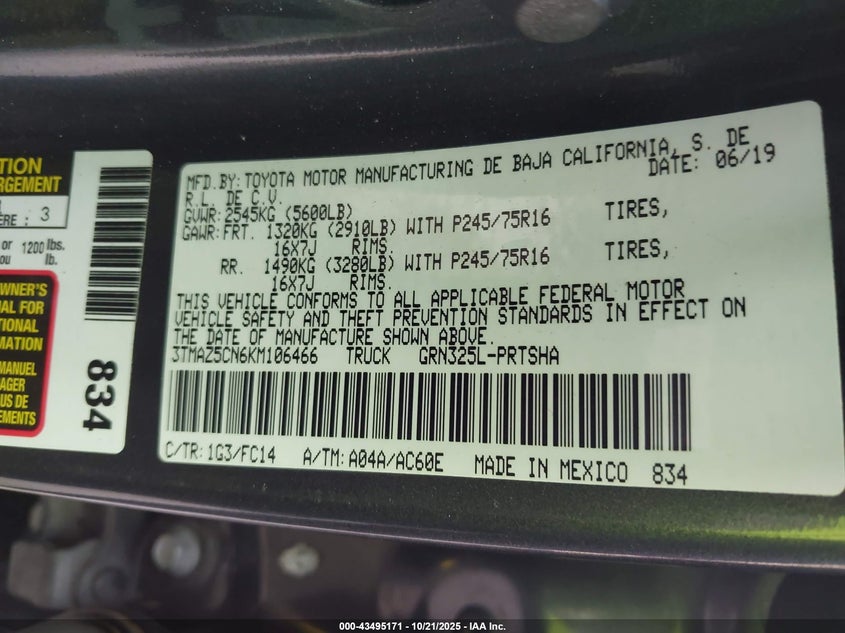 TION
RGEMENT
ERE : 3
or 1200 lbs.
ou lb.
WNER'S
AL FOR
TIONAL
MATION
MANUEL
AGER
US DE
EMENTS
834
MFD. BY: TOYOTA MOTOR MANUFACTURING DE BAJA CALIFORNIA, S. DE
R.L. DE C.V. DATE: 06/19
GVWR: 2545KG (5600LB)
GAWR: FRT. 1320KG (2910LB) WITH P245/75R16 TIRES,
16X7J RIMS.
RR. 1490KG (3280LB) WITH P245/75R16 TIRES,
16X7J RIMS.
THIS VEHICLE CONFORMS TO ALL APPLICABLE FEDERAL MOTOR
VEHICLE SAFETY AND THEFT PREVENTION STANDARDS IN EFFECT ON
THE DATE OF MANUFACTURE SHOWN ABOVE.
3TMAZ5CN6KM106466 TRUCK GRN325L-PRTSHA
C/TR: 1G3/FC14 A/TM: A04A/AC60E MADE IN MEXICO 834
000-43495171 | 10/21/2025 - IAA Inc.